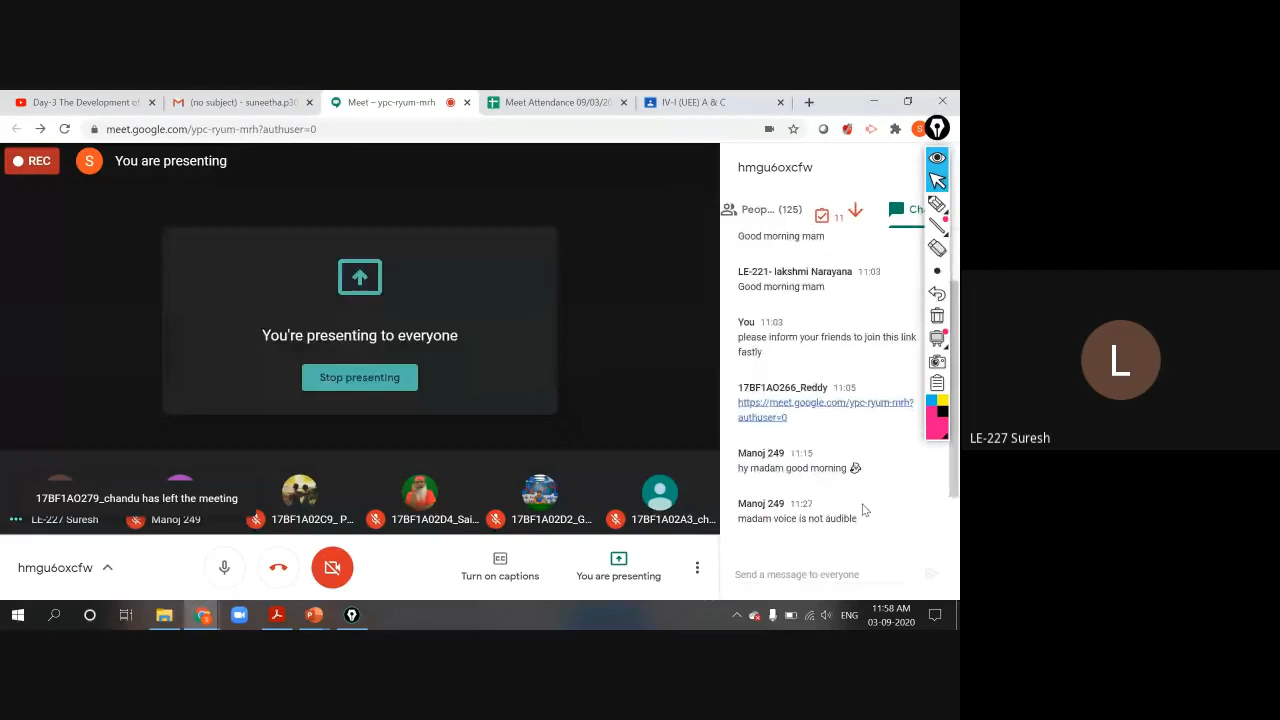 Day-3 The Development of
(no subject) - suneetha.p30
Meet – ypc-ryum-mrh
Meet Attendance 09/03/20
IV-I (UEE) A & C
meet.google.com/ypc-ryum-mrh?authuser=0
S
REC
S
You are presenting
You're presenting to everyone
Stop presenting
17BF1A0279_chandu has left the meeting
LE-227 Suresh
Manoj 249
17BF1A02C9_ P...
17BF1A02D4_Sai...
17BF1A02D2_G...
17BF1A02A3_ch...
hmgu6oxcfw
Turn on captions
You are presenting
hmgu6oxcfw
Peop... (125)
11
Good morning mam
LE-221- lakshmi Narayana 11:03
Good morning mam
You 11:03
please inform your friends to join this link
fastly
17BF1AO266_Reddy 11:05
https://meet.google.com/ypc-ryum-mrh?
authuser=0
Manoj 249 11:15
hy madam good morning
Manoj 249 11:27
madam voice is not audible
Send a message to everyone
ENG
11:58 AM
03-09-2020
L
LE-227 Suresh